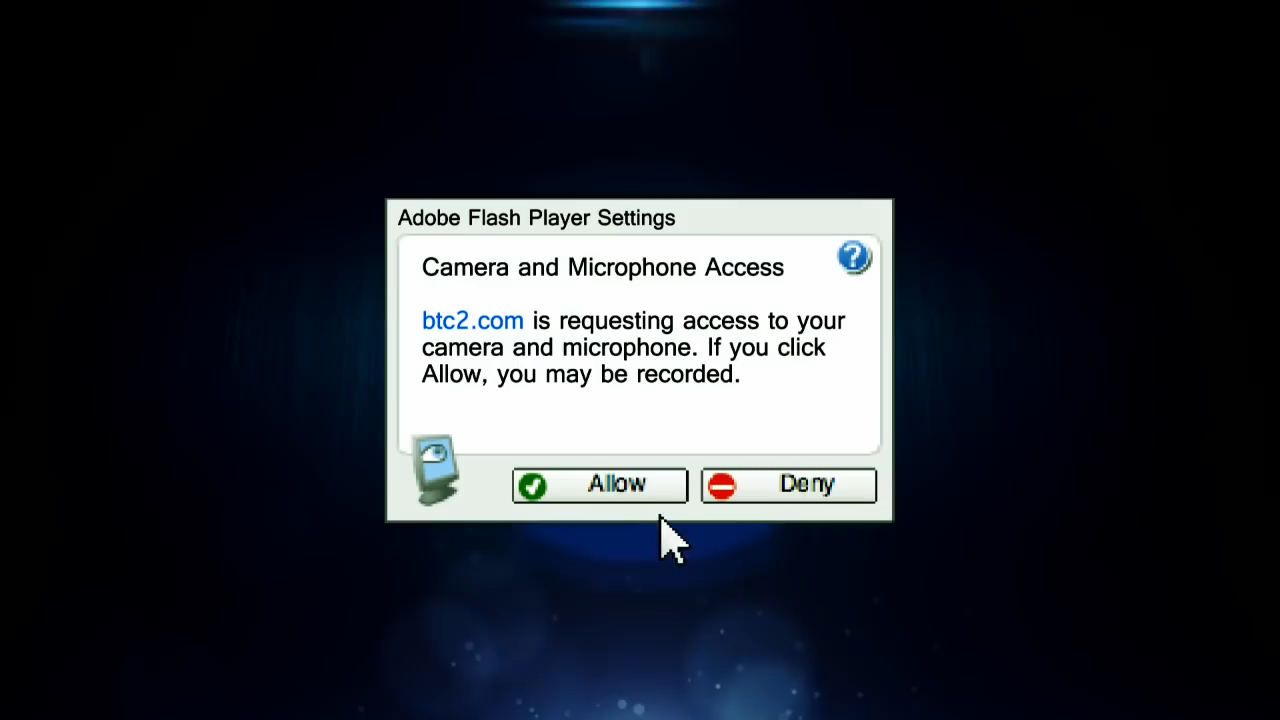 Adobe Flash Player Settings
Camera and Microphone Access
?
btc2.com is requesting access to your
camera and microphone. If you click
Allow, you may be recorded.
Allow
Deny